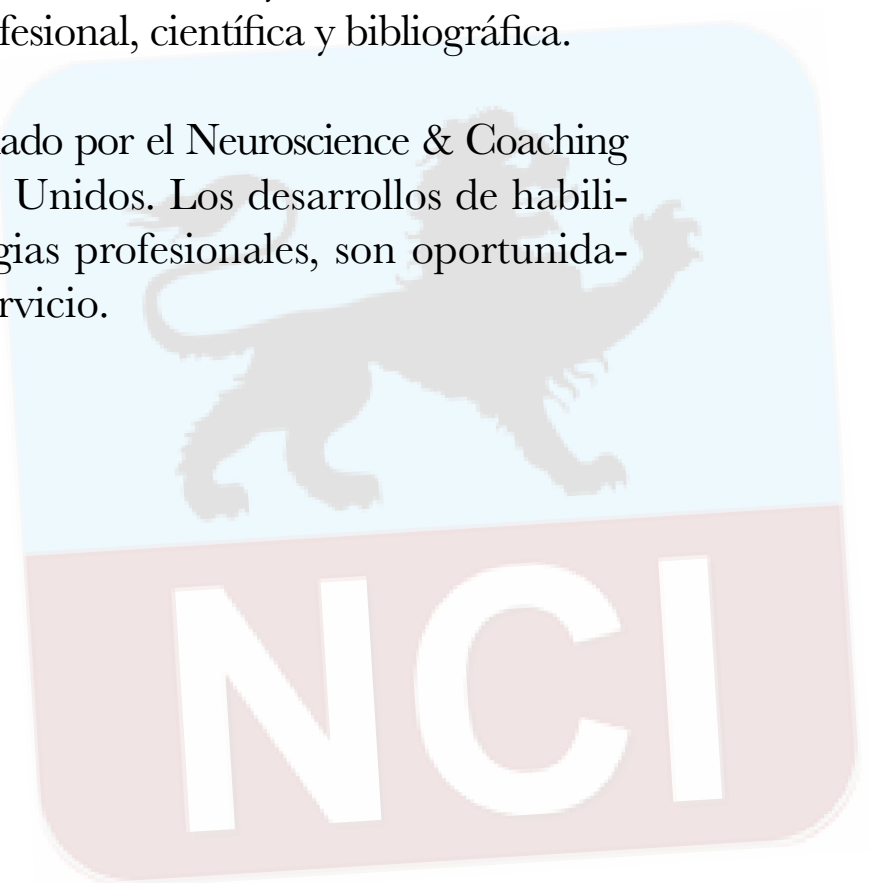 fesional, científica y bibliográfica.
ado por el Neuroscience & Coaching
Unidos. Los desarrollos de habili-
gias profesionales, son oportunida-
rvicio.
NCI